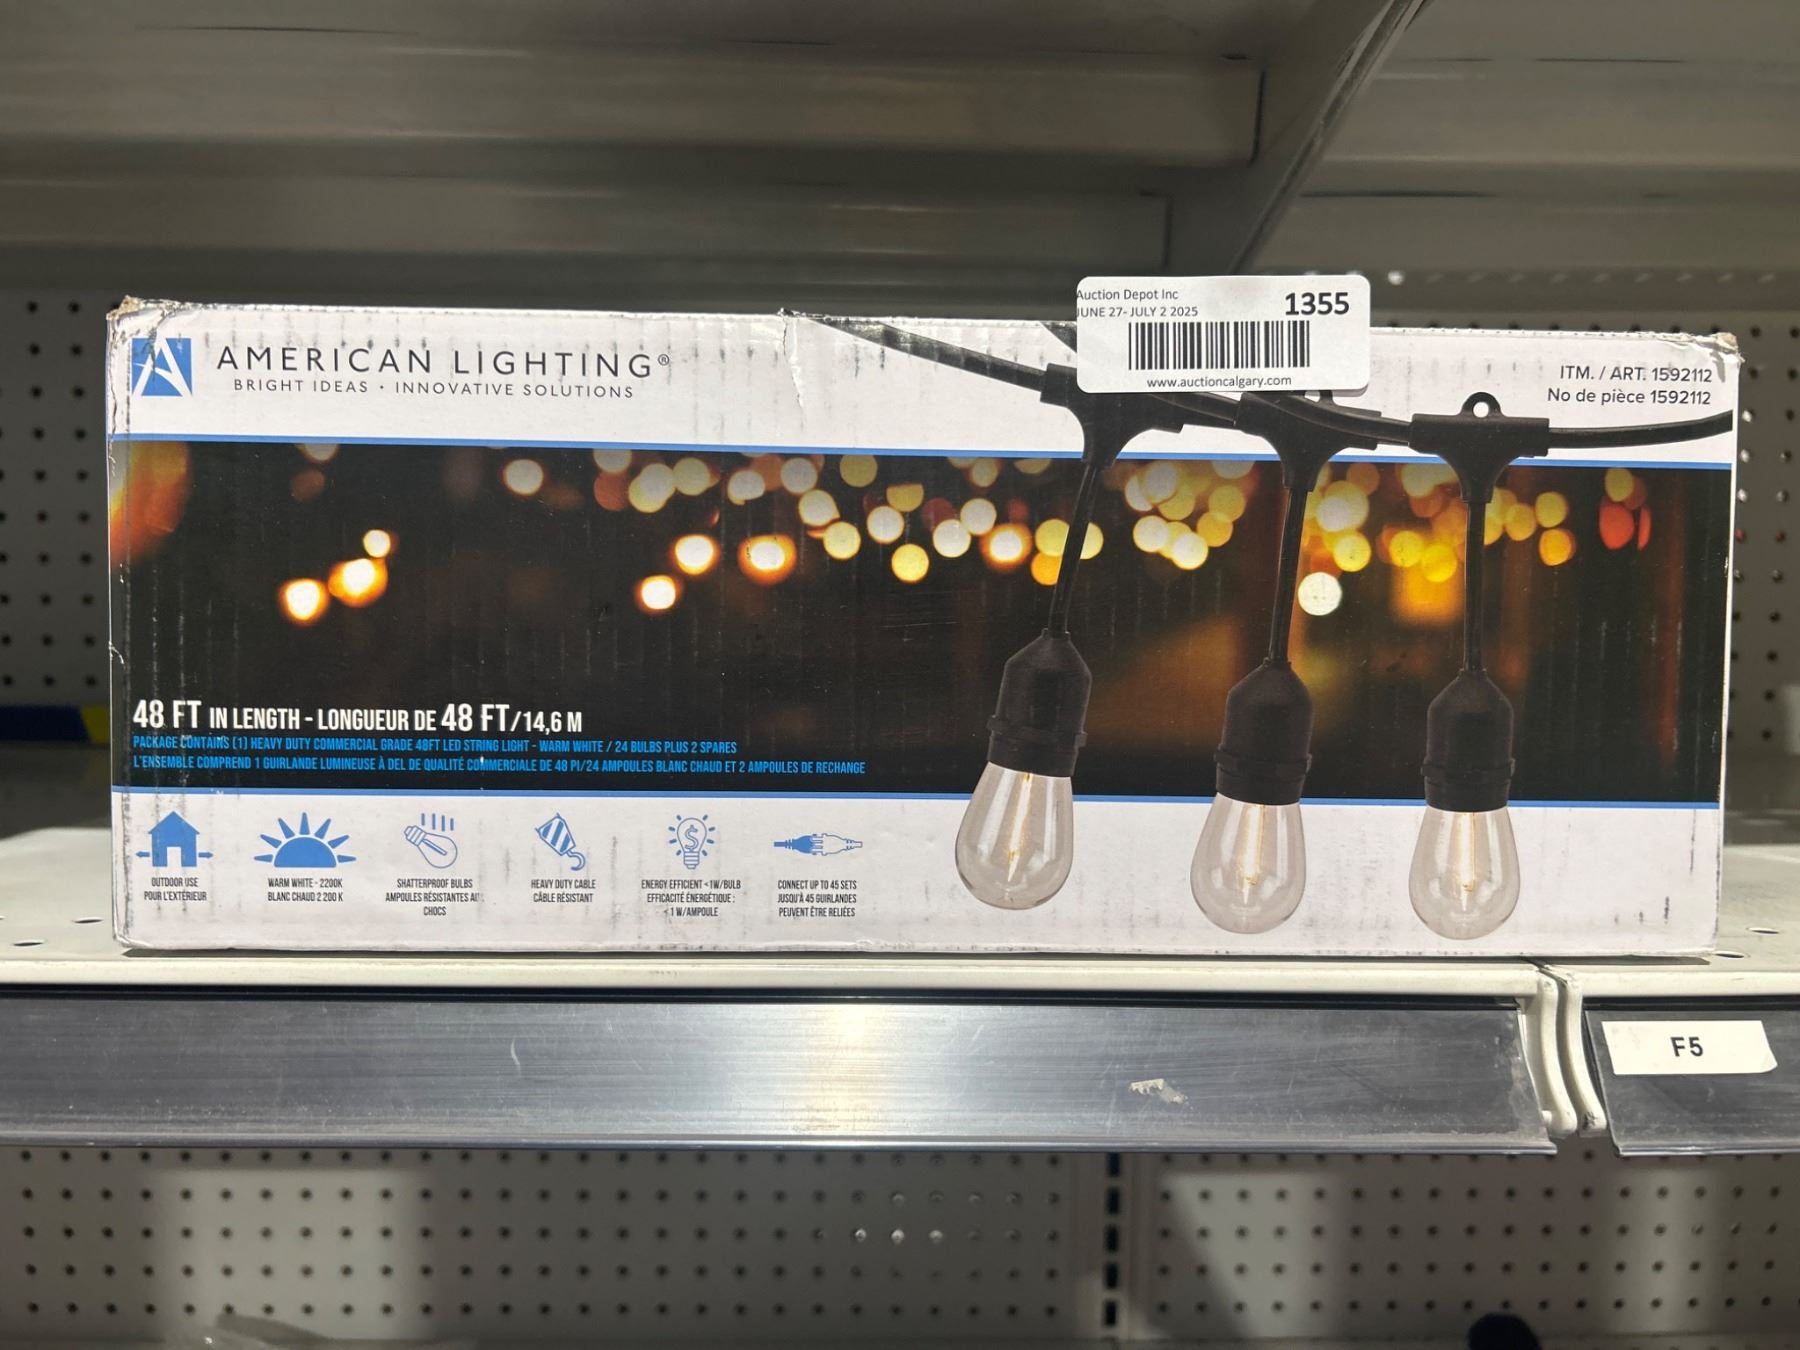 Auction Depot Inc
1355
JUNE 27- JULY 2 2025
www.auctioncalgary.com
AMERICAN LIGHTING®
BRIGHT IDEAS • INNOVATIVE SOLUTIONS
ITM. / ART. 1592112
No de pièce 1592112
48 FT IN LENGTH - LONGUEUR DE 48 FT/14,6 M
PACKAGE CONTAINS (1) HEAVY DUTY COMMERCIAL GRADE 48FT LED STRING LIGHT - WARM WHITE / 24 BULBS PLUS 2 SPARES
L'ENSEMBLE COMPREND 1 GUIRLANDE LUMINEUSE À DEL DE QUALITÉ COMMERCIALE DE 48 PI/24 AMPOULES BLANC CHAUD ET 2 AMPOULES DE RECHANGE
OUTDOOR USE
POUR L'EXTÉRIEUR
WARM WHITE - 2200K
BLANC CHAUD 2 200 K
SHATTERPROOF BULBS
AMPOULES RÉSISTANTES
CHOCS
HEAVY DUTY CABLE
CÂBLE RÉSISTANT
ENERGY EFFICIENT <1W/BULB
EFFICACITÉ ÉNERGÉTIQUE :
< 1 W/AMPOULE
CONNECT UP TO 45 SETS
JUSQU'À 45 GUIRLANDES
PEUVENT ÊTRE RELIÉES
F5